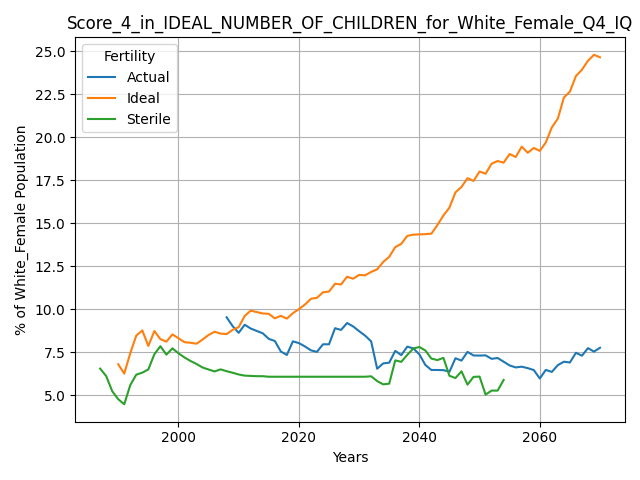 Score_4_in_IDEAL_NUMBER_OF_CHILDREN_for_White_Female_Q4_IQ
Fertility
Actual
Ideal
Sterile
% of White_Female Population
25.0
22.5
20.0
17.5
15.0
12.5
10.0
7.5
5.0
2000
2020
2040
2060
Years